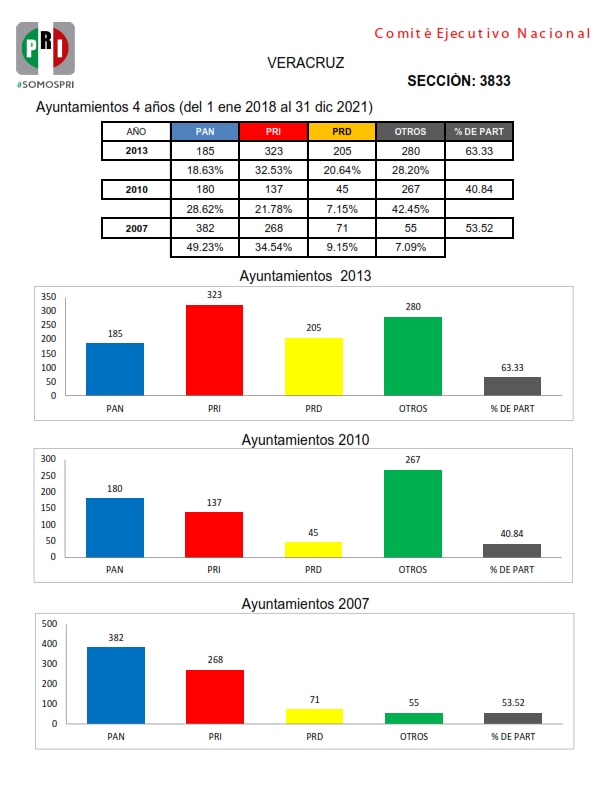 Comité Ejecutivo Nacional
PRI
#SOMOSPRI
VERACRUZ
SECCIÓN: 3833
Ayuntamientos 4 años (del 1 ene 2018 al 31 dic 2021)
AÑO PAN PRI PRD OTROS % DE PART
2013 185 323 205 280 63.33
18.63% 32.53% 20.64% 28.20%
2010 180 137 45 267 40.84
28.62% 21.78% 7.15% 42.45%
2007 382 268 71 55 53.52
49.23% 34.54% 9.15% 7.09%
Ayuntamientos 2013
350
300
250
200
150
100
50
0
185 323 205 280 63.33
PAN PRI PRD OTROS % DE PART
Ayuntamientos 2010
300
250
200
150
100
50
0
180 137 45 267 40.84
PAN PRI PRD OTROS % DE PART
Ayuntamientos 2007
500
400
300
200
100
0
382 268 71 55 53.52
PAN PRI PRD OTROS % DE PART